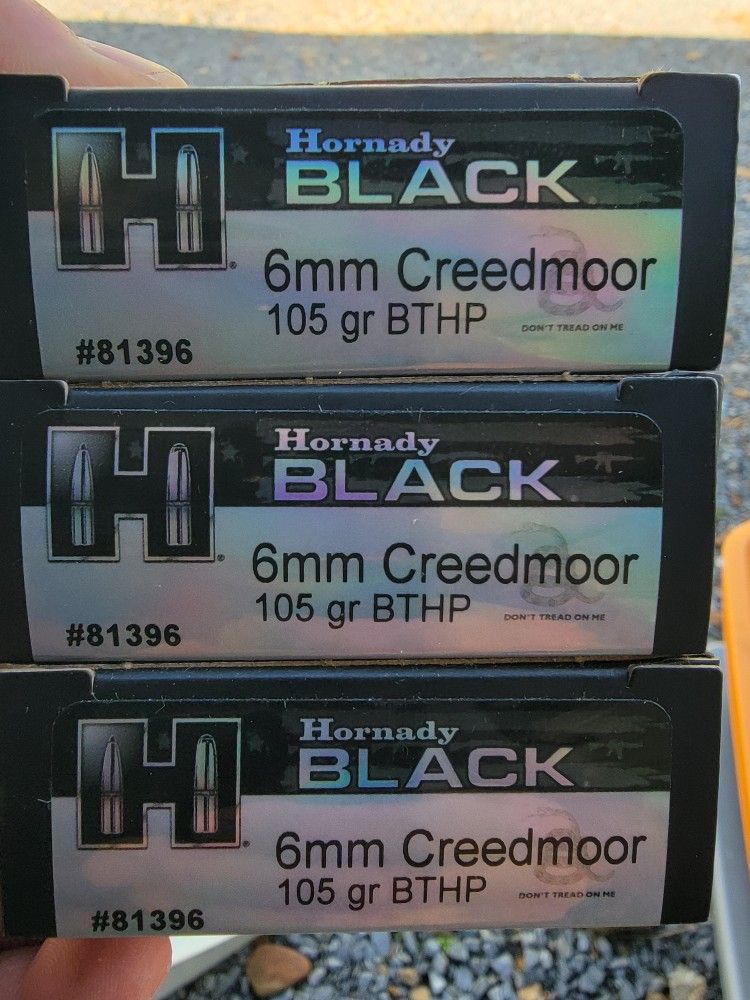 Hornady
BLACK
6mm Creedmoor
105 gr BTHP
DON'T TREAD ON ME
#81396
Hornady
BLACK
6mm Creedmoor
105 gr BTHP
DON'T TREAD ON ME
#81396
Hornady
BLACK
6mm Creedmoor
105 gr BTHP
DON'T TREAD ON ME
#81396